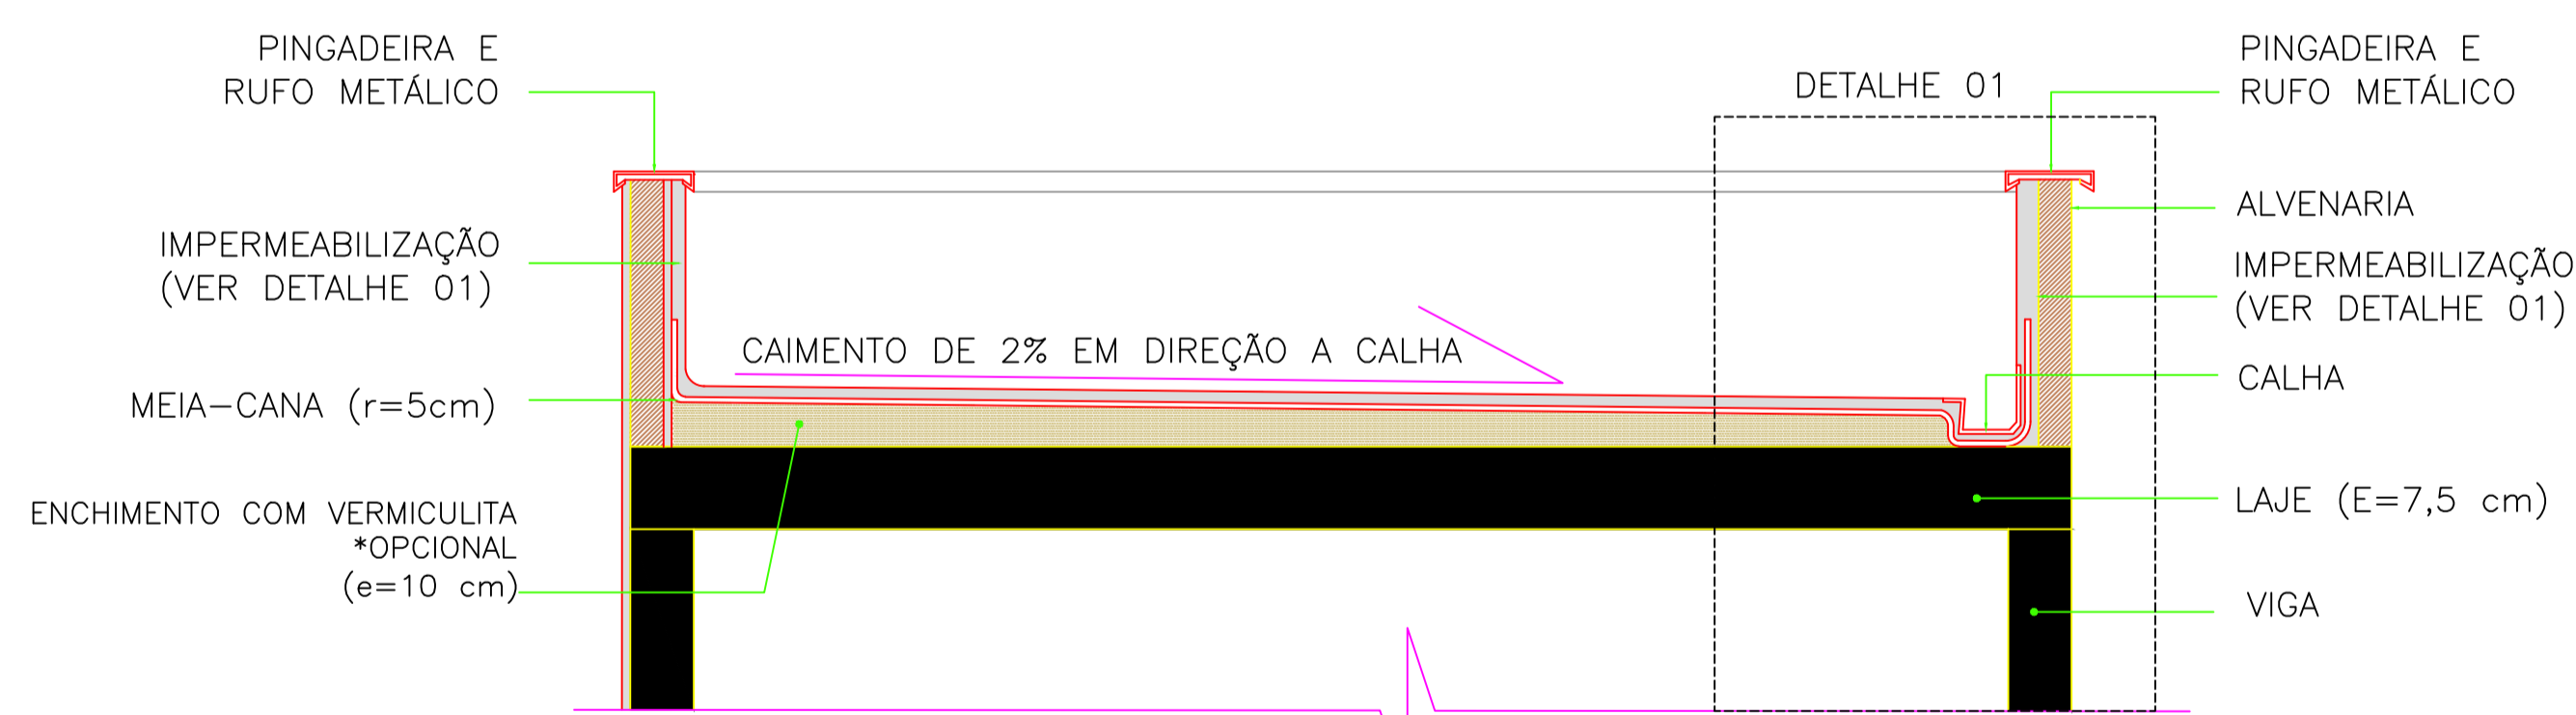 PINGADEIRA E
RUFO METÁLICO
IMPERMEABILIZAÇÃO
(VER DETALHE 01)
MEIA-CANA (r=5cm)
ENCHIMENTO COM VERMICULITA
*OPCIONAL
(e=10 cm)
CAIMENTO DE 2% EM DIREÇÃO A CALHA
DETALHE 01
PINGADEIRA E
RUFO METÁLICO
ALVENARIA
IMPERMEABILIZAÇÃO
(VER DETALHE 01)
CALHA
LAJE (E=7,5 cm)
VIGA